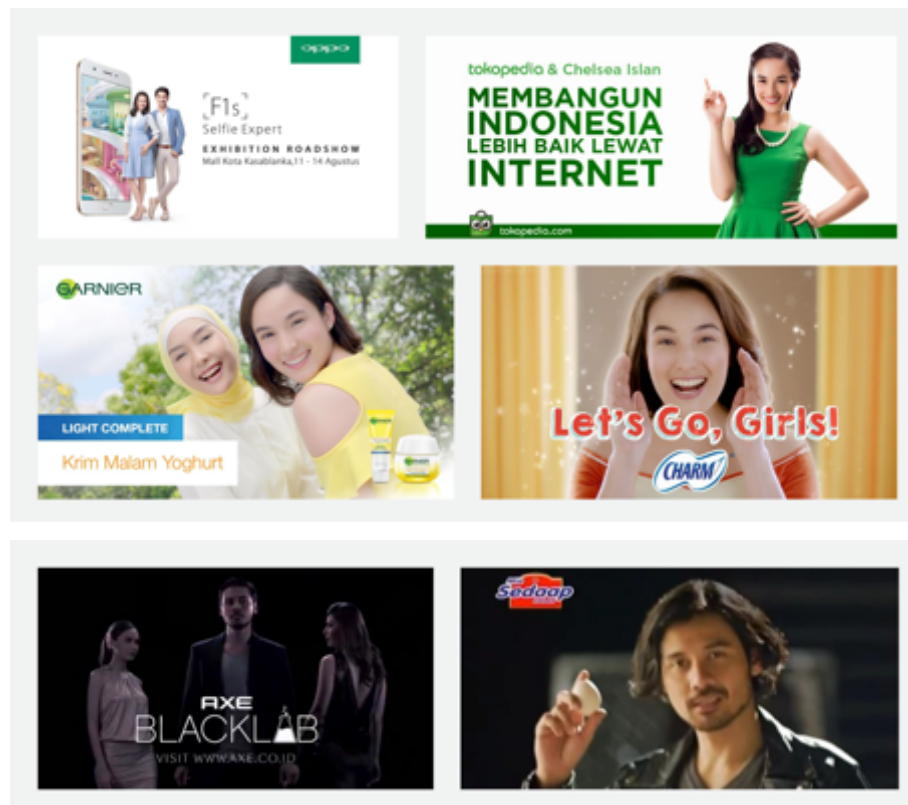 oppo
F1s
Selfie Expert
EXHIBITION ROADSHOW
Mall Kota Kasablanka,11 - 14 Agustus
tokopedia & Chelsea Islan
MEMBANGUN
INDONESIA
LEBIH BAIK LEWAT
INTERNET
tokopedia.com
GARNIER
LIGHT COMPLETE
Krim Malam Yoghurt
Let's Go, Girls!
CHARM
AXE
BLACKLAB
VISIT WWW.AXE.CO.ID
Sedaap